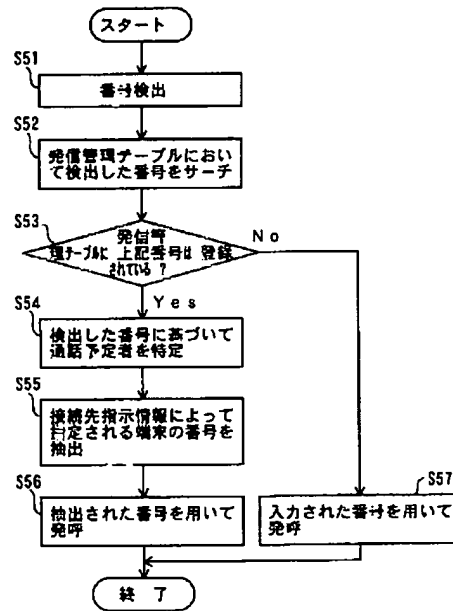 スタート
S51
番号検出
S52
発信管理テーブルにおい
て検出した番号をサーチ
S53
発信管
理テーブルに 上記番号は 登録
されている ?
No
Yes
S54
検出した番号に基づいて
通話予定者を特定
S55
接続先指示情報によって
指定される端末の番号を
抽出
S56
抽出された番号を用いて
発呼
S57
入力された番号を用いて
発呼
終 了